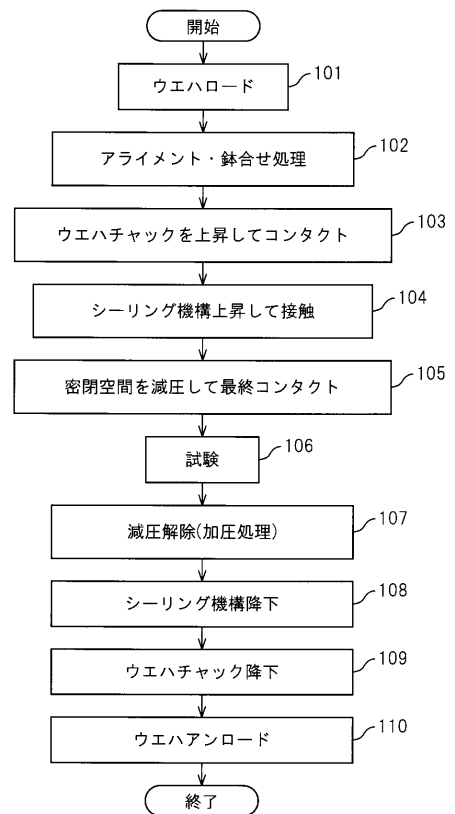 開始
ウエハロード
101
アライメント・鉢合せ処理
102
ウエハチャックを上昇してコンタクト
103
シーリング機構上昇して接触
104
密閉空間を減圧して最終コンタクト
105
試験
106
減圧解除(加圧処理)
107
シーリング機構降下
108
ウエハチャック降下
109
ウエハアンロード
110
終了